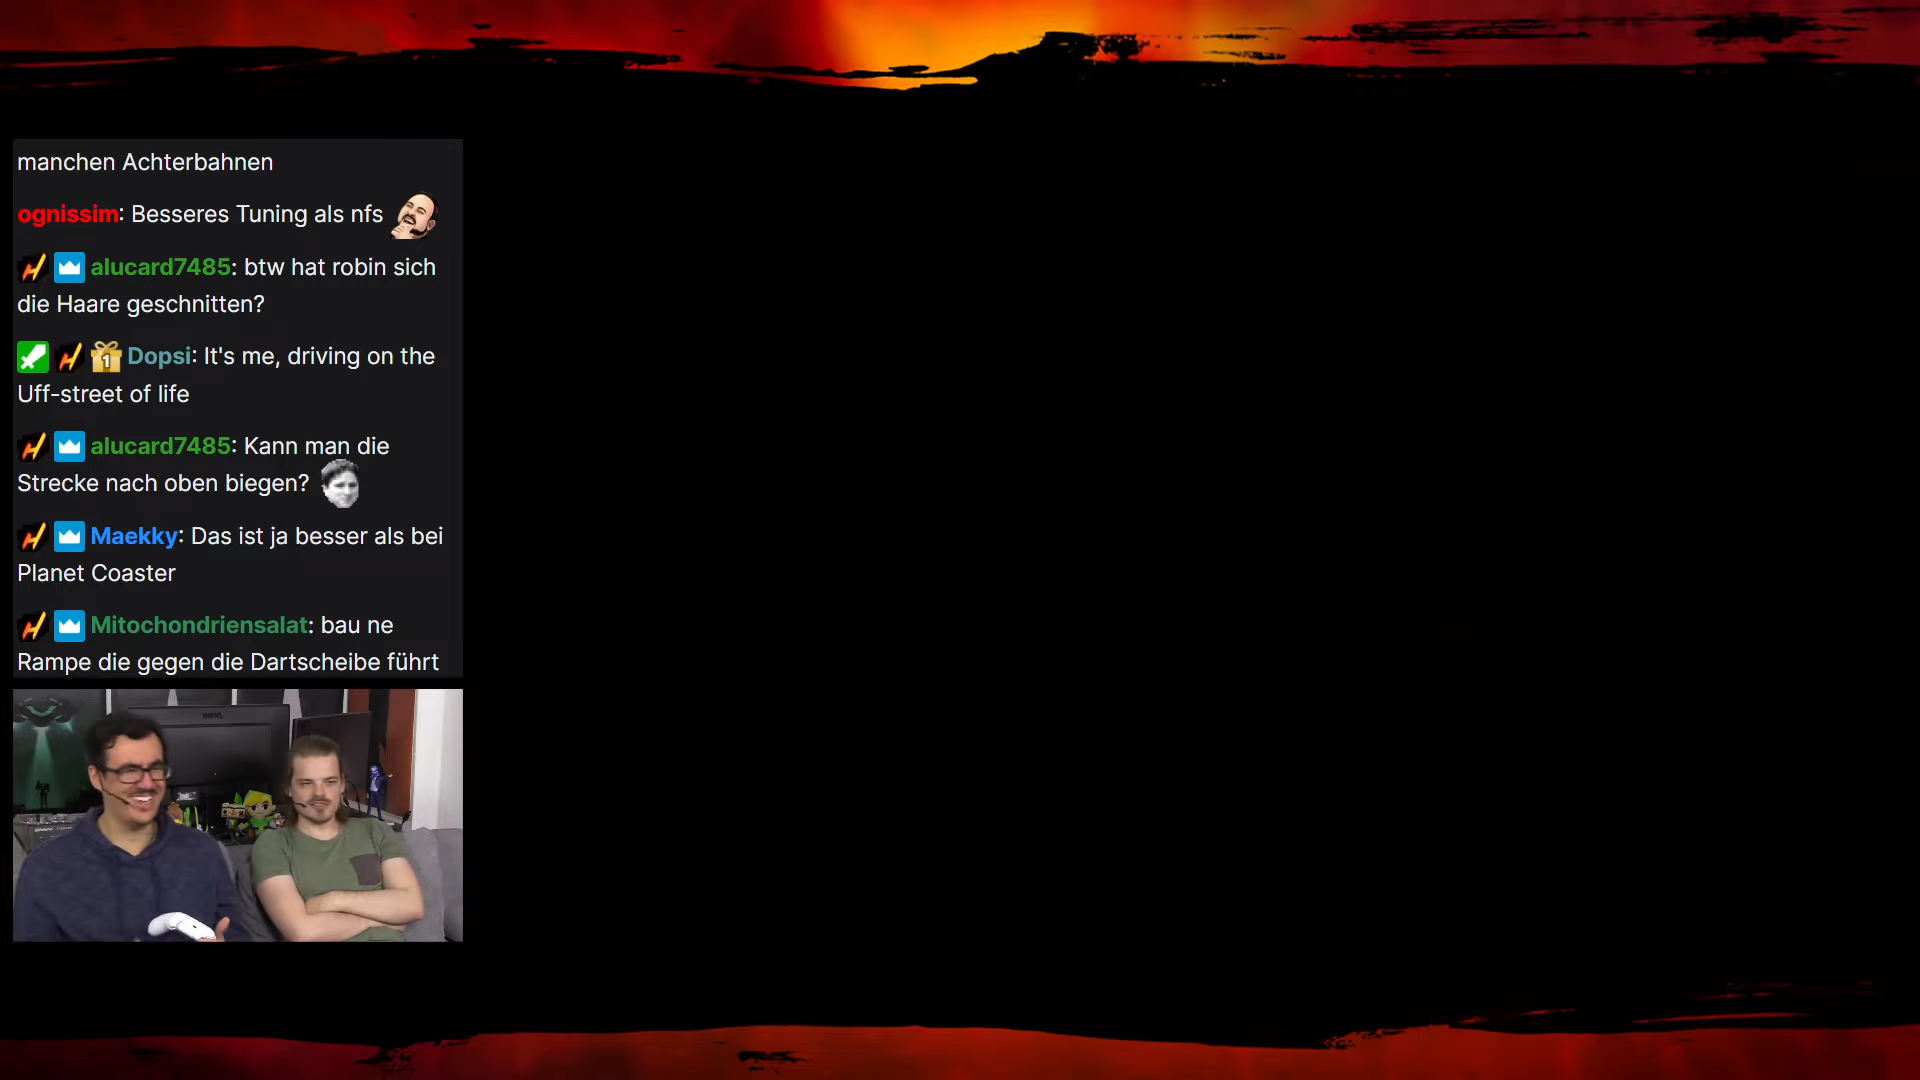 manchen Achterbahnen
ognissim: Besseres Tuning als nfs
alucard7485: btw hat robin sich
die Haare geschnitten?
1 Dopsi: It's me, driving on the
Uff-street of life
alucard7485: Kann man die
Strecke nach oben biegen?
Maekky: Das ist ja besser als bei
Planet Coaster
Mitochondriensalat: bau ne
Rampe die gegen die Dartscheibe führt
BenQ